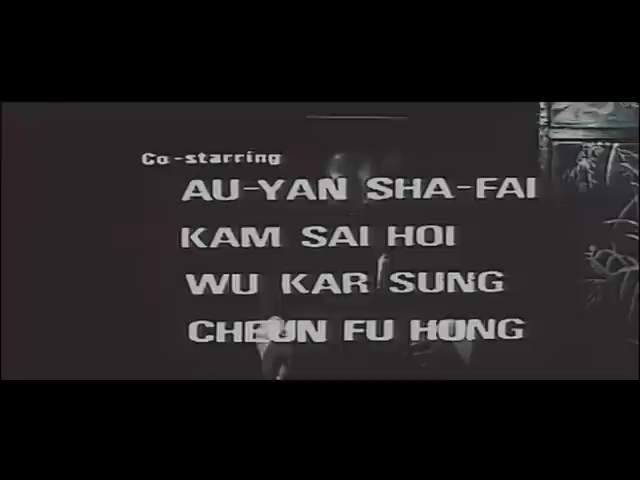 Co-starring
AU-YAN SHA-FAI
KAM SAI HOI
WU KAR SUNG
CHEUN FU HONG